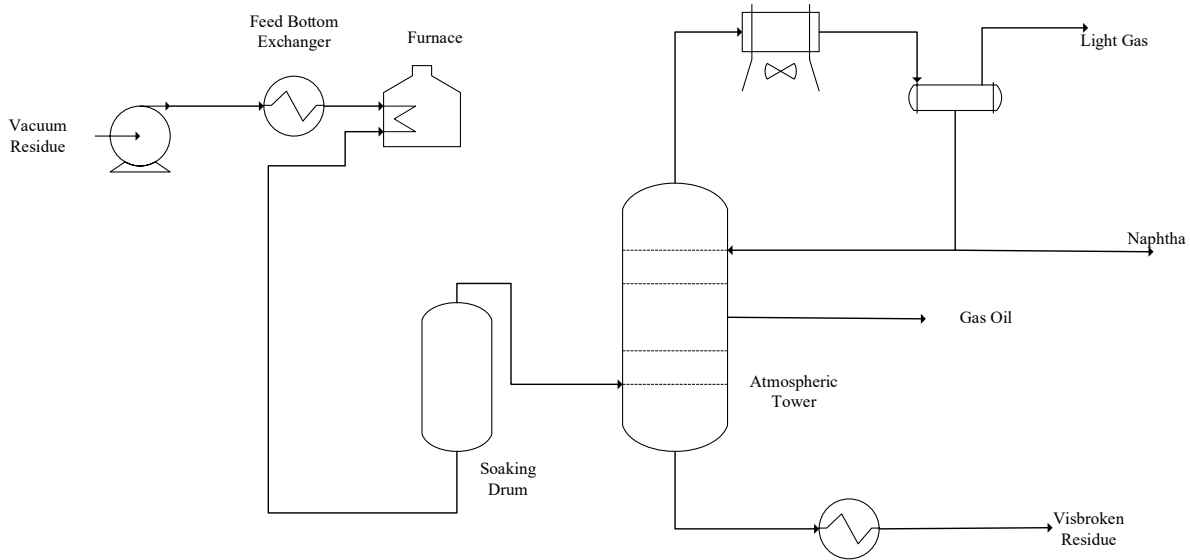 Feed Bottom
Exchanger
Furnace
Light Gas
Vacuum
Residue
Naphtha
Gas Oil
Atmospheric
Tower
Soaking
Drum
Visbroken
Residue